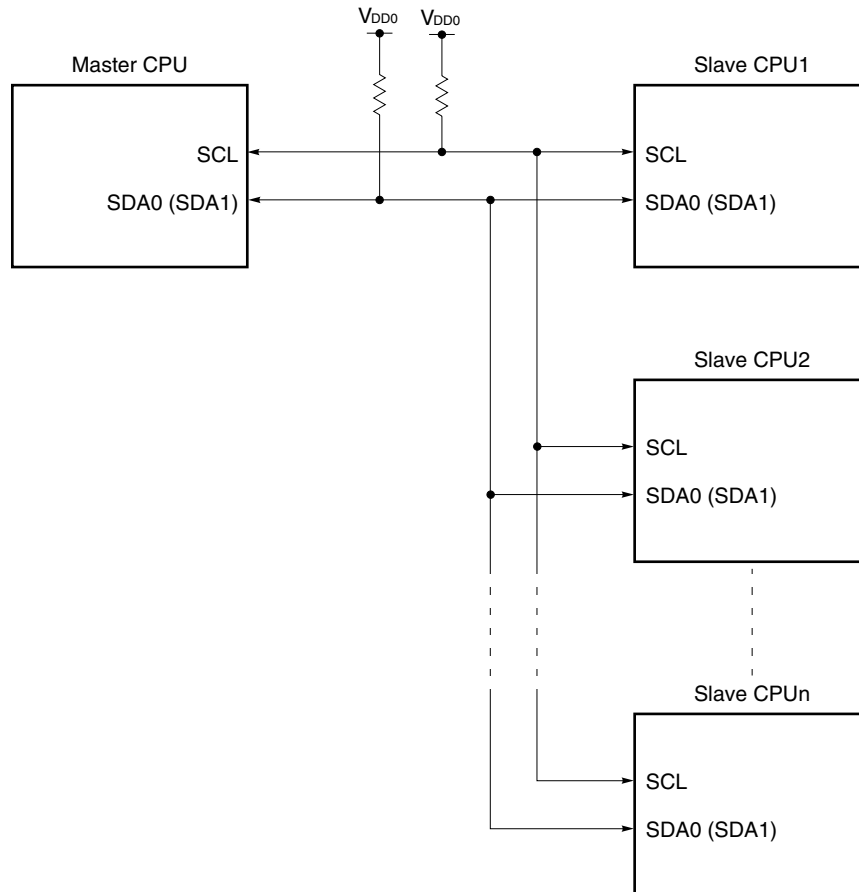 VDD0 VDD0
Master CPU
Slave CPU1
SCL
SDA0 (SDA1)
SCL
SDA0 (SDA1)
Slave CPU2
SCL
SDA0 (SDA1)
Slave CPUn
SCL
SDA0 (SDA1)